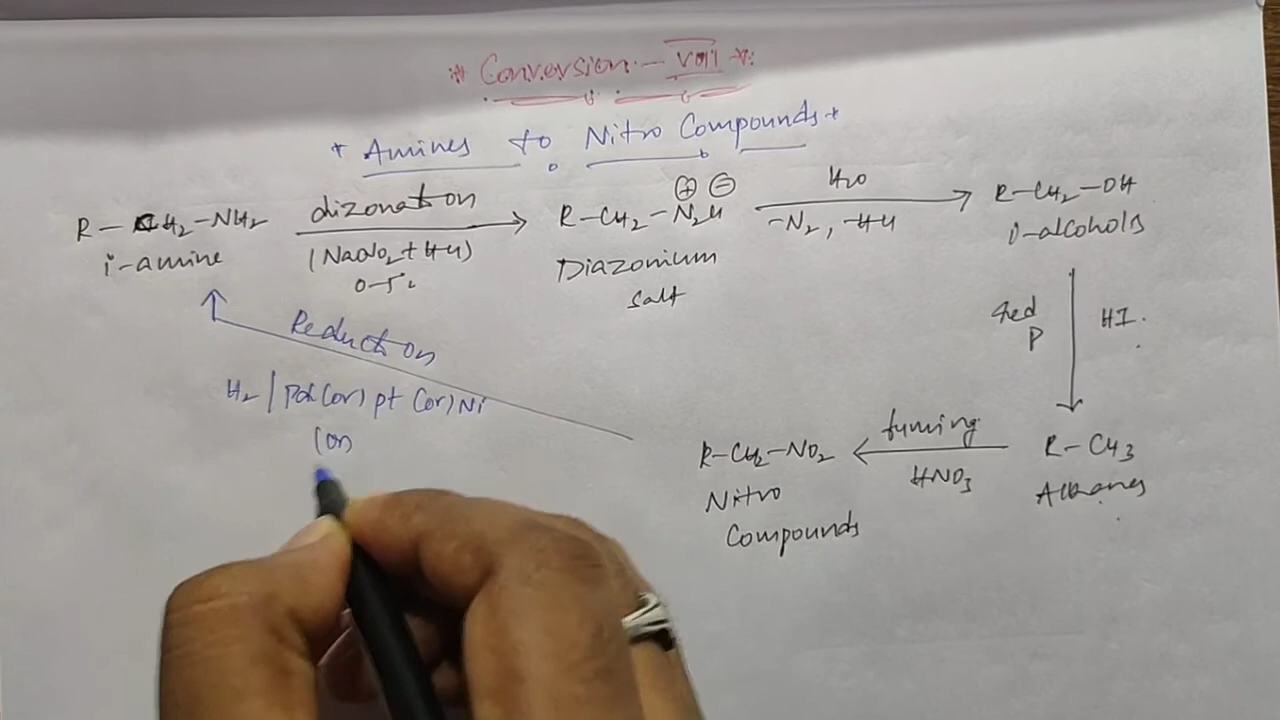 * Conversion - VIII *
* Amines to Nitro Compounds *
R-CH2-NH2
i-amine
dizonation
(NaNO2 + HCl)
0-5°c
⊕ ⊖
R-CH2-N2Cl
Diazonium
salt
H2O
-N2, -HCl
R-CH2-OH
1-alcohols
red
P
HI.
R-CH3
Alkanes
fuming
HNO3
R-CH2-NO2
Nitro
Compounds
Reduction
H2 / Pd (or) pt (or) Ni
(or)